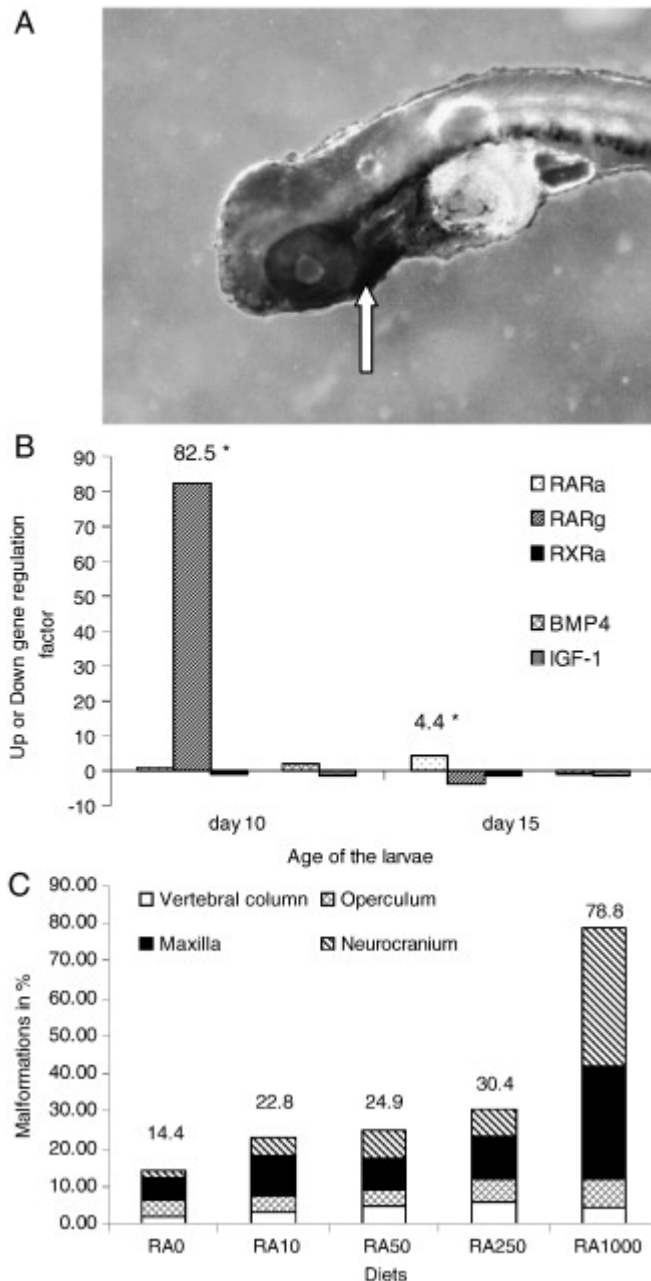 A
B
Up or Down gene regulation
factor
90
80
70
60
50
40
30
20
10
0
-10
82.5 *
4.4 *
RARa
RARg
RXRa
BMP4
IGF-1
day 10
day 15
Age of the larvae
C
Malformations in %
90.00
80.00
70.00
60.00
50.00
40.00
30.00
20.00
10.00
0.00
Vertebral column
Operculum
Maxilla
Neurocranium
14.4
22.8
24.9
30.4
78.8
RA0
RA10
RA50
RA250
RA1000
Diets